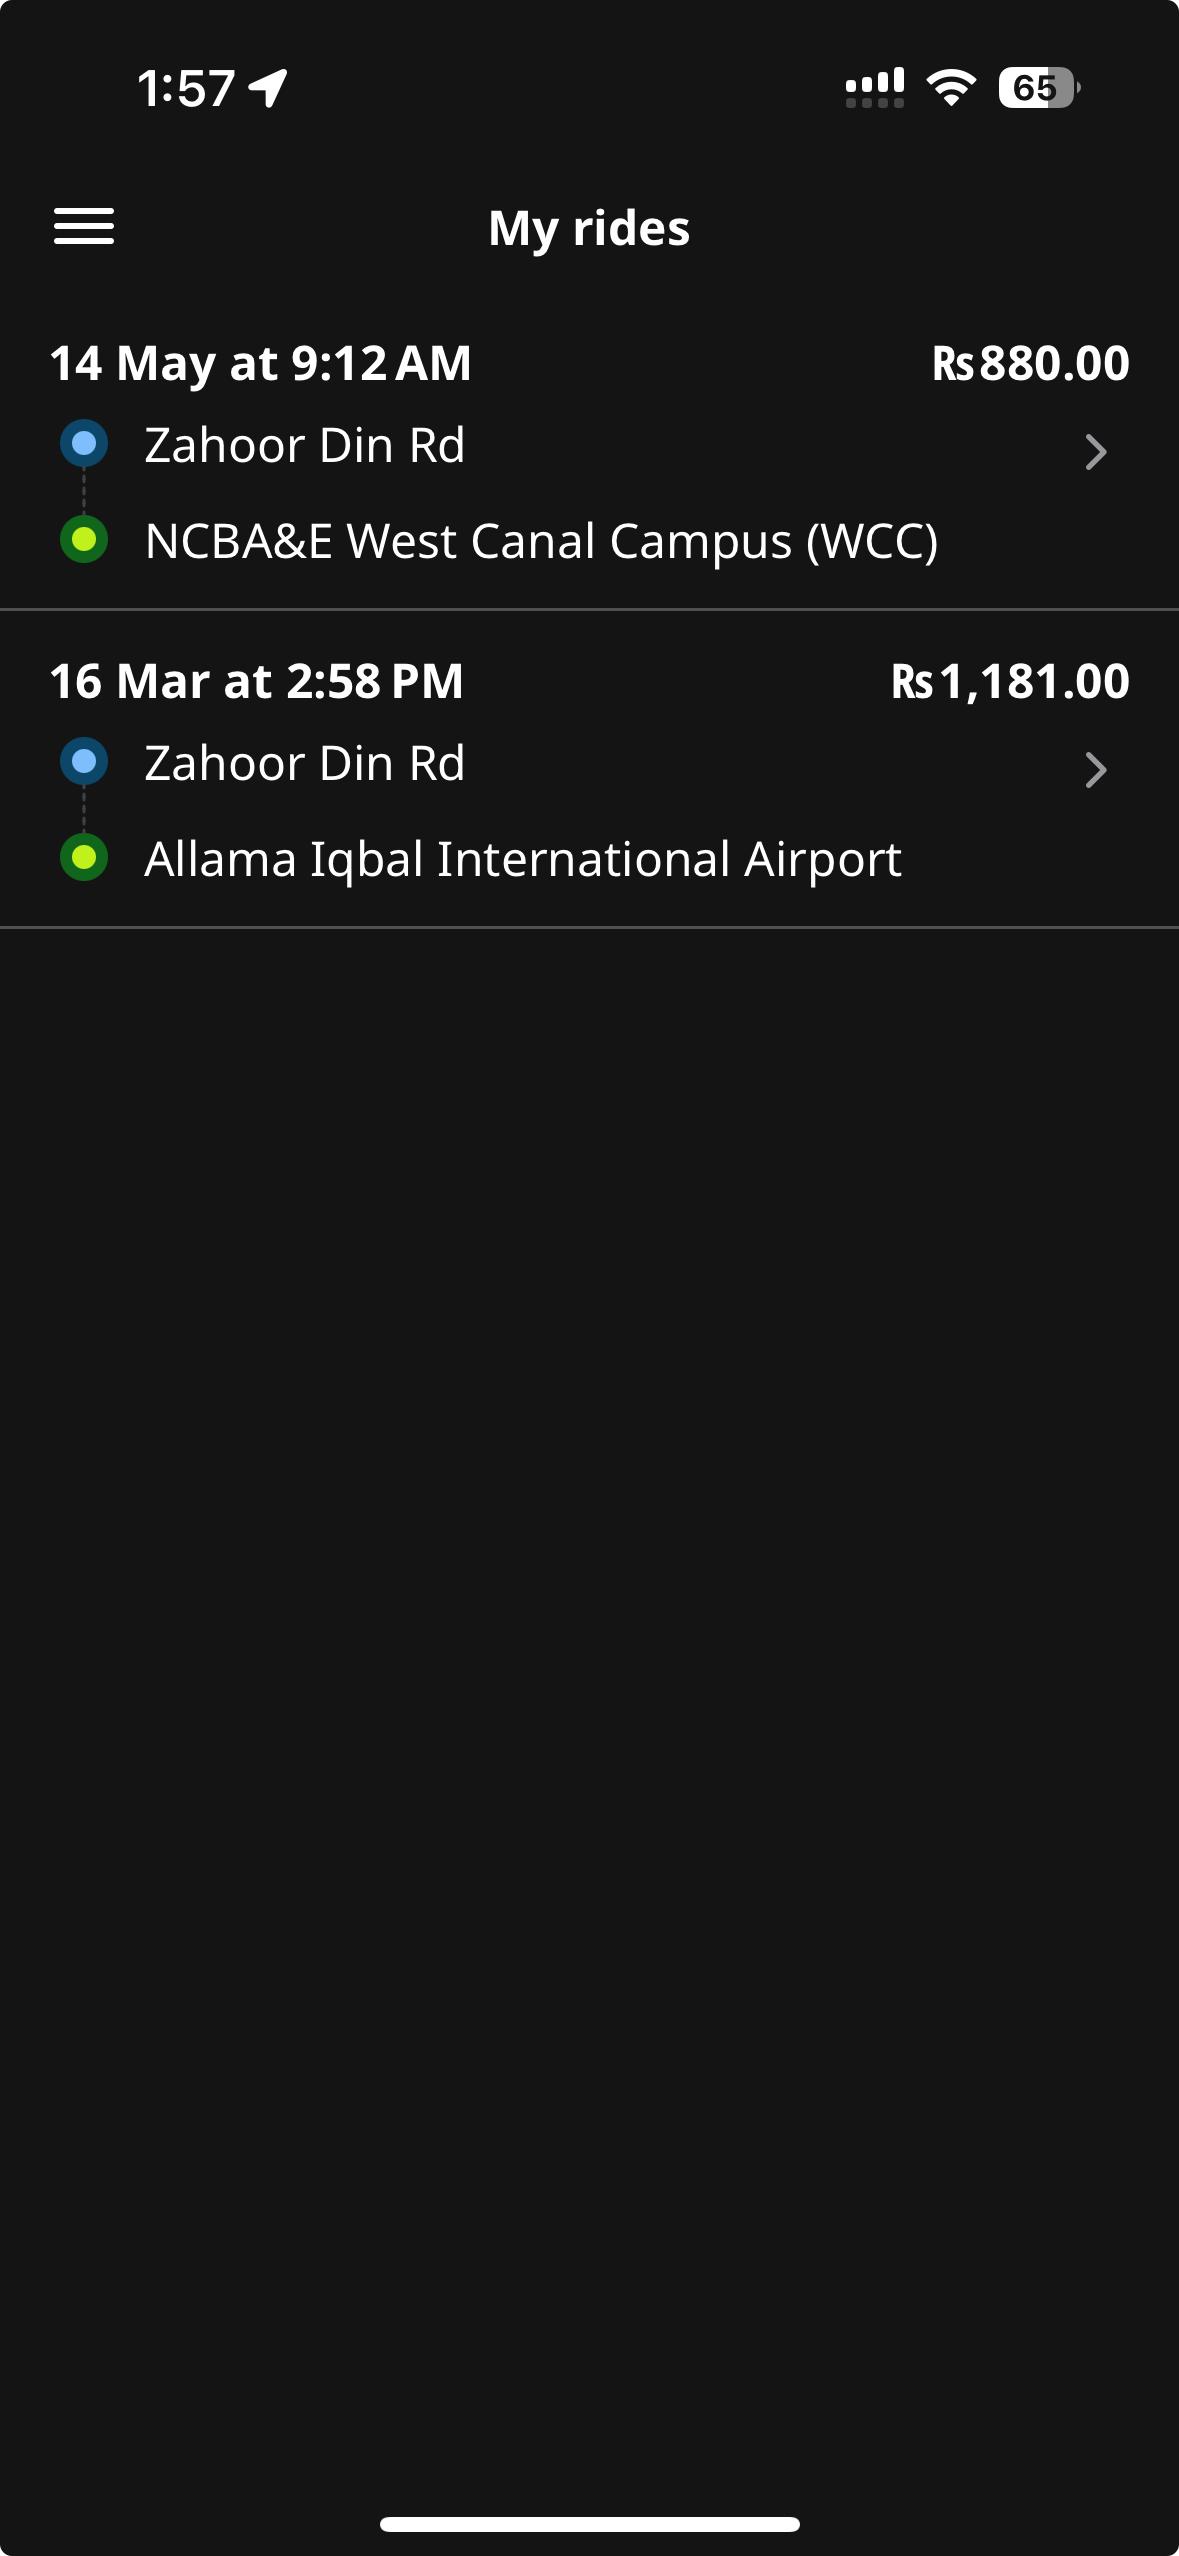 1:57
65
My rides
14 May at 9:12 AM
₨880.00
Zahoor Din Rd
NCBA&E West Canal Campus (WCC)
16 Mar at 2:58 PM
₨1,181.00
Zahoor Din Rd
Allama Iqbal International Airport